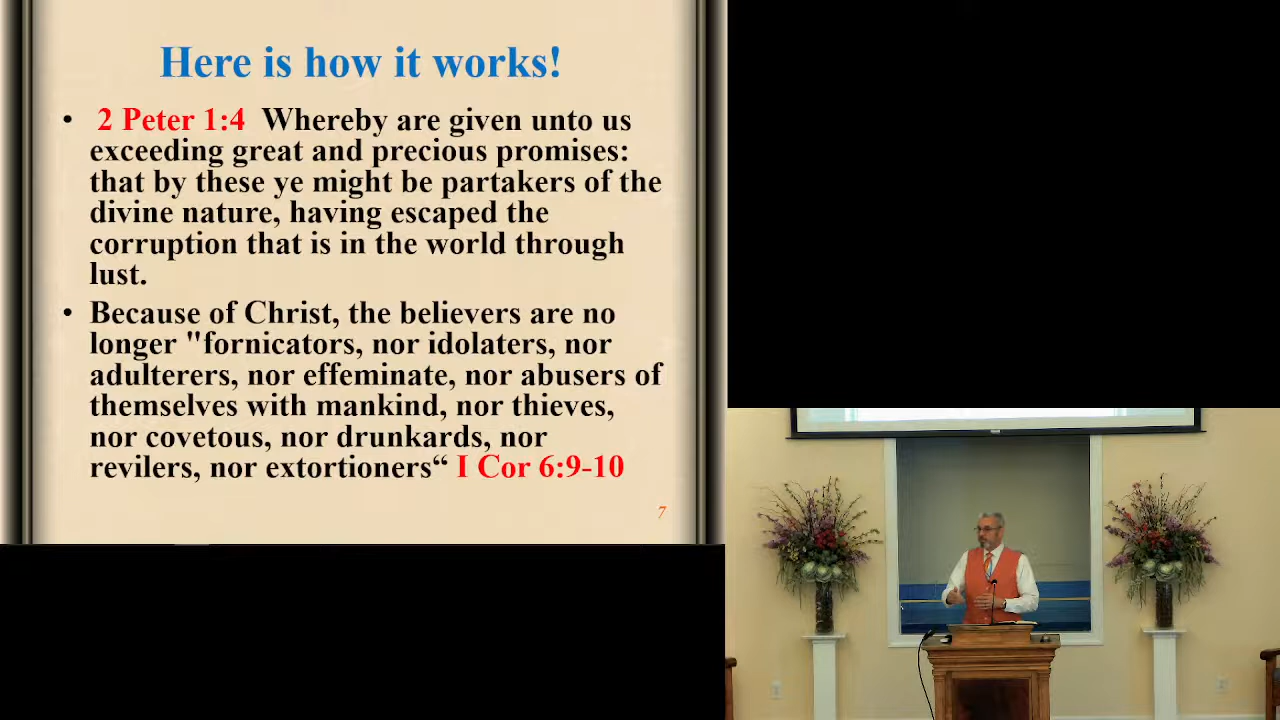 Here is how it works!
• 2 Peter 1:4 Whereby are given unto us
exceeding great and precious promises:
that by these ye might be partakers of the
divine nature, having escaped the
corruption that is in the world through
lust.
• Because of Christ, the believers are no
longer "fornicators, nor idolaters, nor
adulterers, nor effeminate, nor abusers of
themselves with mankind, nor thieves,
nor covetous, nor drunkards, nor
revilers, nor extortioners“ I Cor 6:9-10
7